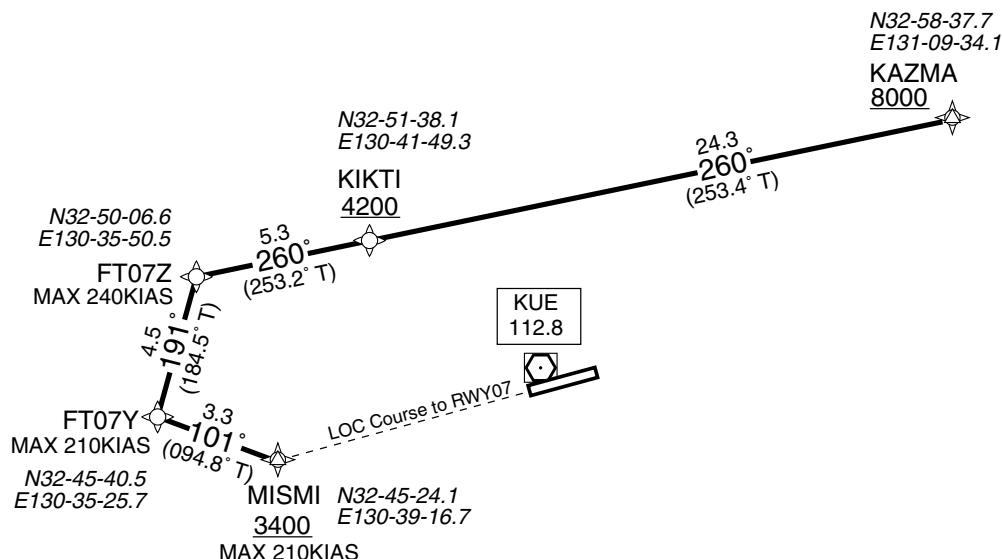 N32-58-37.7
E131-09-34.1
KAZMA
8000
N32-51-38.1
E130-41-49.3
KIKTI
4200
24.3
260°
(253.4° T)
N32-50-06.6
E130-35-50.5
FT07Z
MAX 240KIAS
5.3
260°
(253.2° T)
KUE
112.8
4.5
191°
(184.5° T)
LOC Course to RWY07
FT07Y
MAX 210KIAS
N32-45-40.5
E130-35-25.7
3.3
101°
(094.8° T)
MISMI
3400
MAX 210KIAS
N32-45-24.1
E130-39-16.7